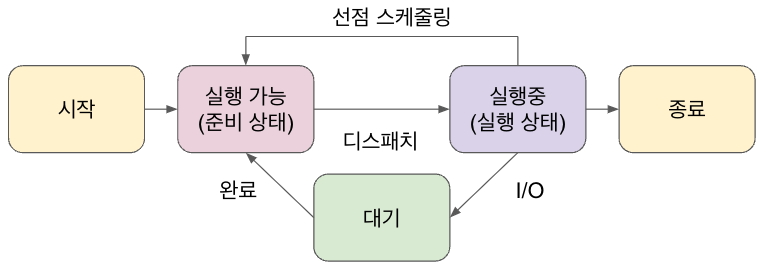 선점 스케줄링
시작
실행 가능
(준비 상태)
실행중
(실행 상태)
종료
디스패치
완료
I/O
대기